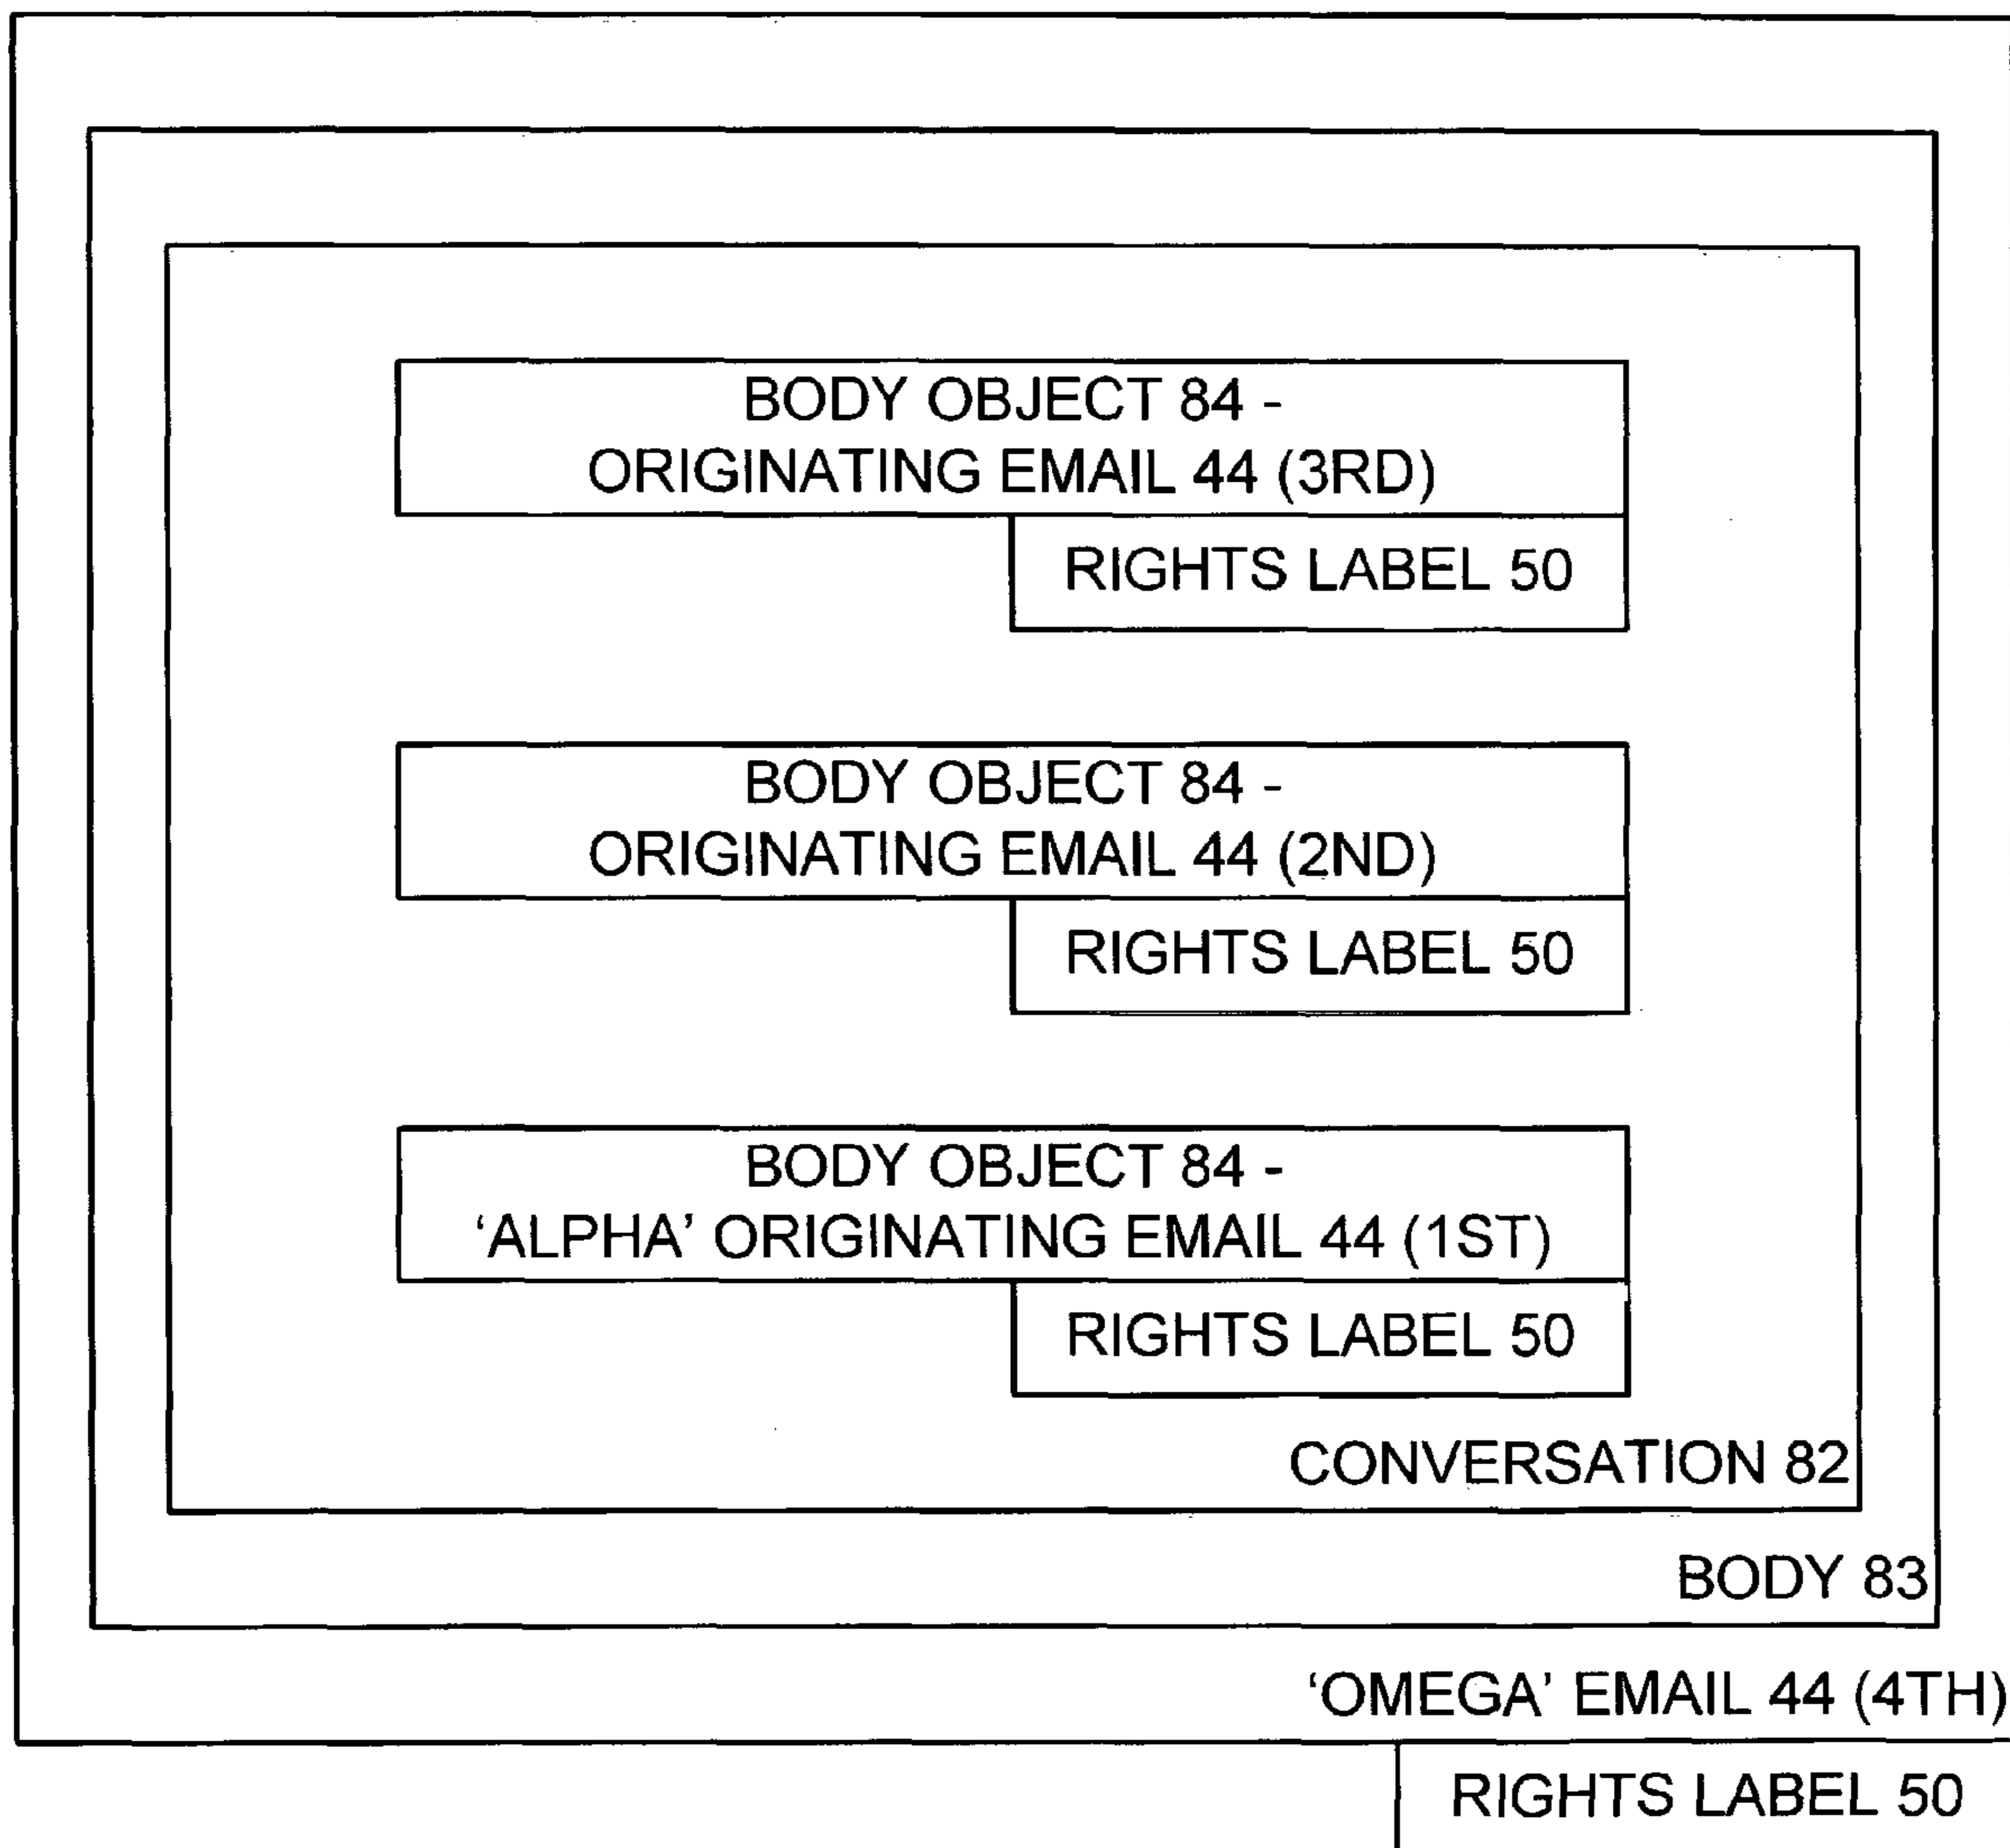 BODY OBJECT 84 -
ORIGINATING EMAIL 44 (3RD)
RIGHTS LABEL 50
BODY OBJECT 84 -
ORIGINATING EMAIL 44 (2ND)
RIGHTS LABEL 50
BODY OBJECT 84 -
‘ALPHA’ ORIGINATING EMAIL 44 (1ST)
RIGHTS LABEL 50
CONVERSATION 82
BODY 83
‘OMEGA’ EMAIL 44 (4TH)
RIGHTS LABEL 50